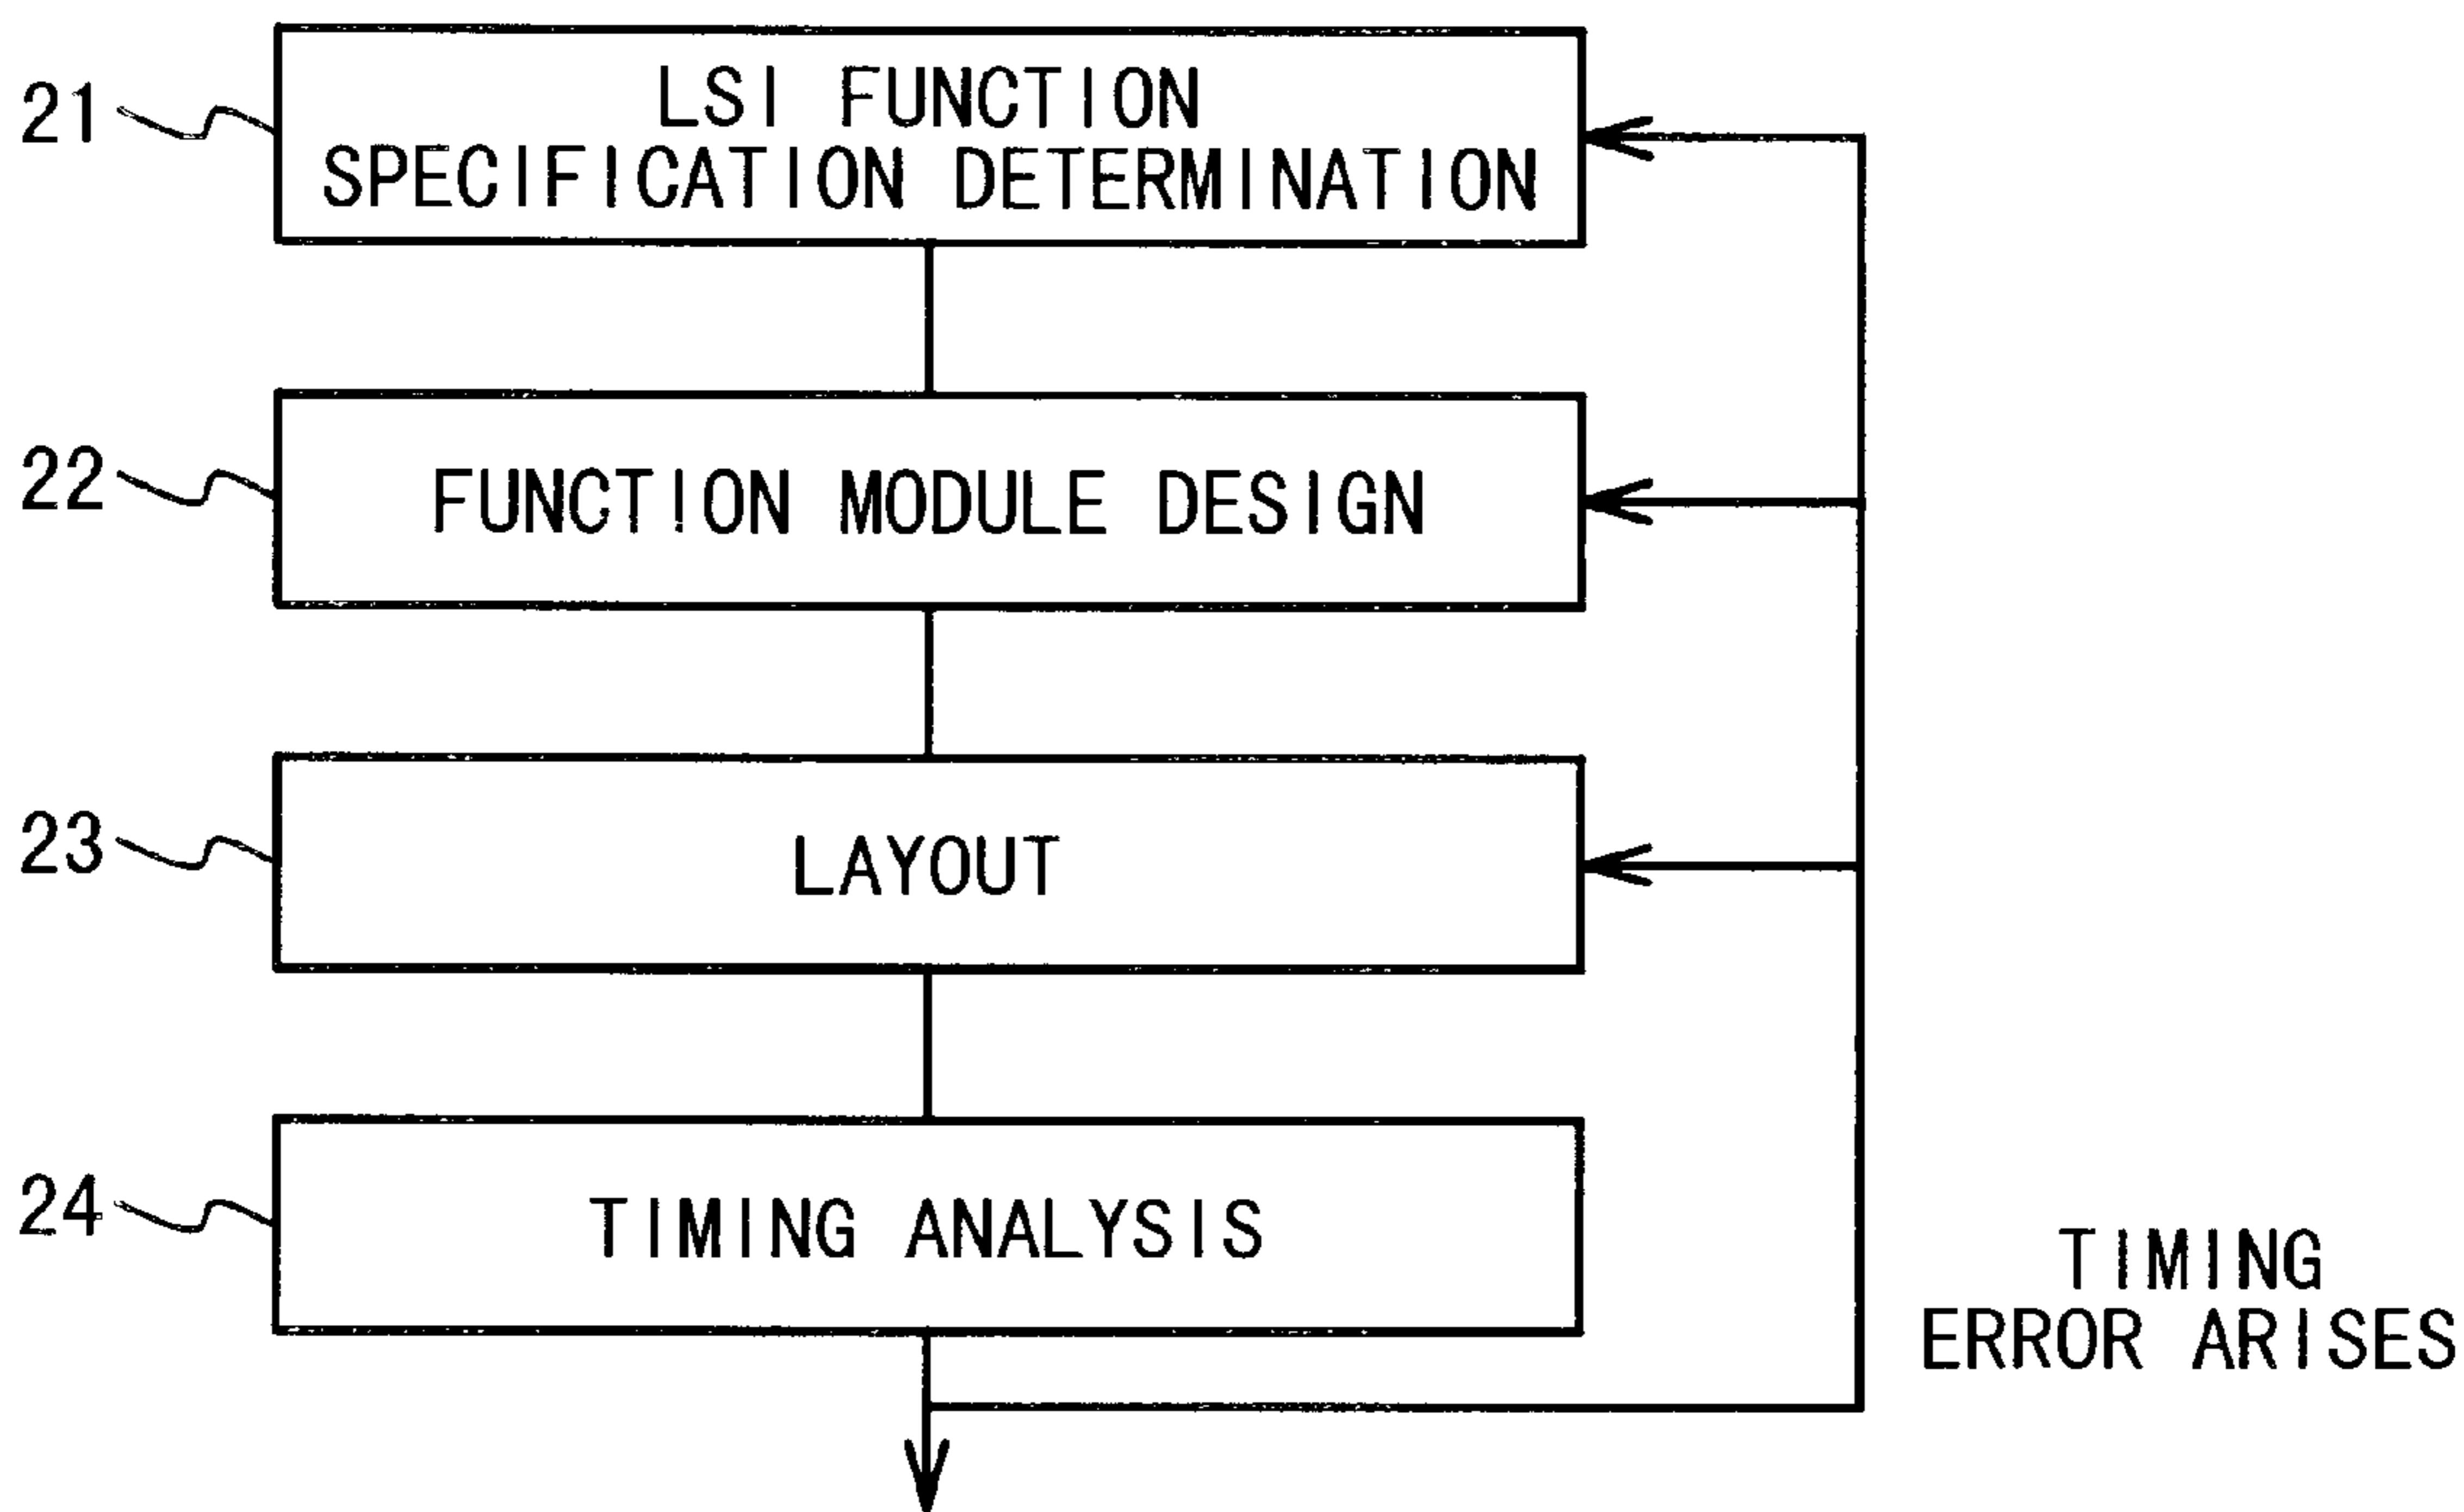 21
LSI FUNCTION
SPECIFICATION DETERMINATION
22
FUNCTION MODULE DESIGN
23
LAYOUT
24
TIMING ANALYSIS
TIMING
ERROR ARISES